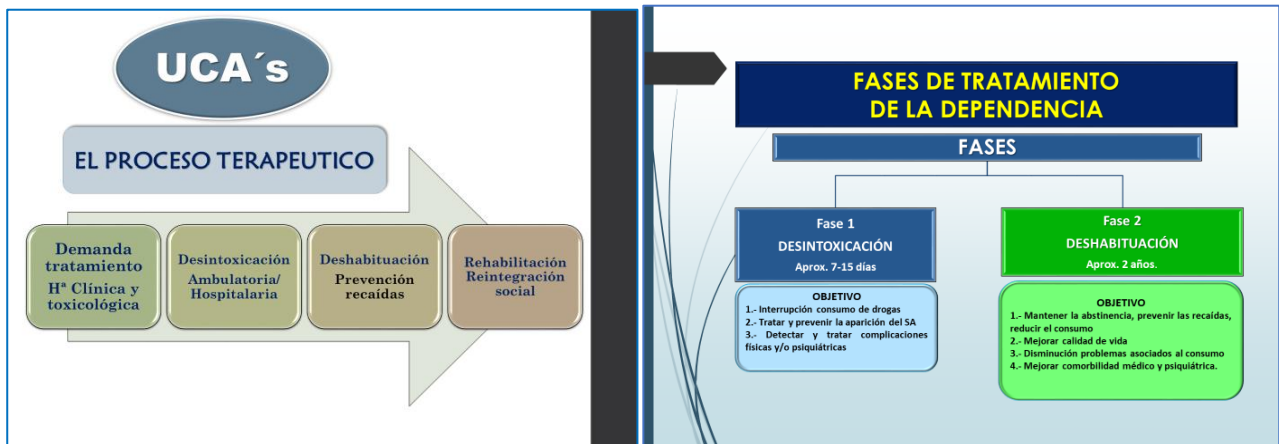 UCA´s
EL PROCESO TERAPEUTICO
Demanda
tratamiento
Hª Clínica y
toxicológica
Desintoxicación
Ambulatoria/
Hospitalaria
Deshabituación
Prevención
recaídas
Rehabilitación
Reintegración
social
FASES DE TRATAMIENTO
DE LA DEPENDENCIA
FASES
Fase 1
DESINTOXICACIÓN
Aprox. 7-15 días
OBJETIVO
1.- Interrupción consumo de drogas
2.- Tratar y prevenir la aparición del SA
3.- Detectar y tratar complicaciones
físicas y/o psiquiátricas
Fase 2
DESHABITUACIÓN
Aprox. 2 años.
OBJETIVO
1.- Mantener la abstinencia, prevenir las recaídas,
reducir el consumo
2.- Mejorar calidad de vida
3.- Disminución problemas asociados al consumo
4.- Mejorar comorbilidad médico y psiquiátrica.